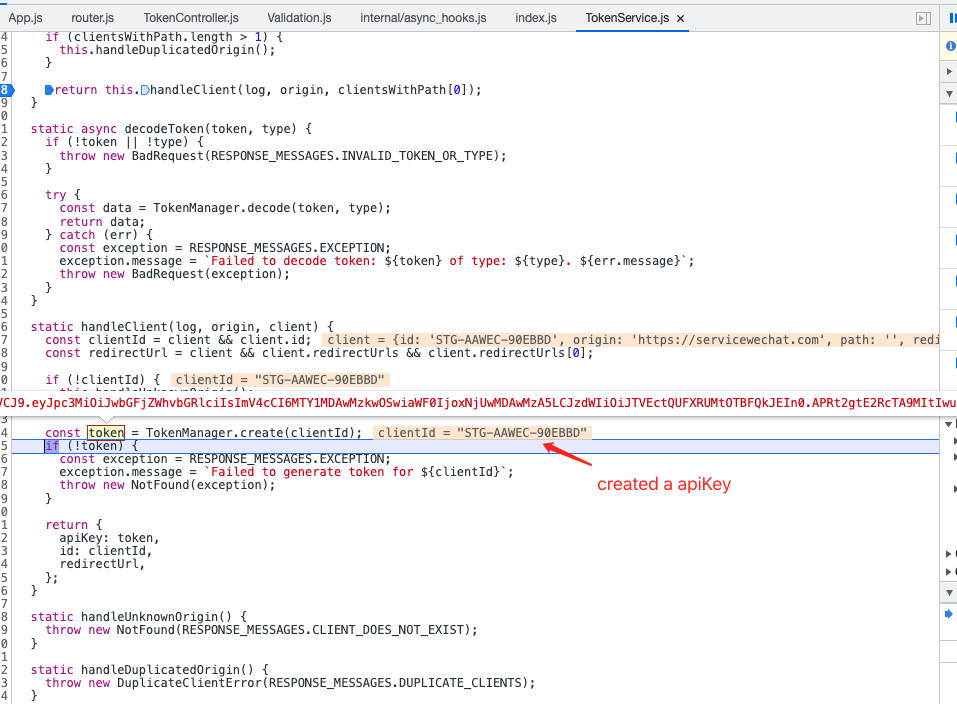 App.js router.js TokenController.js Validation.js internal/async_hooks.js index.js TokenService.js ×
4 if (clientsWithPath.length > 1) {
5 this.handleDuplicatedOrigin();
6 }
7
8 return this.handleClient(log, origin, clientsWithPath[0]);
9 }
0
1 static async decodeToken(token, type) {
2 if (!token || !type) {
3 throw new BadRequest(RESPONSE_MESSAGES.INVALID_TOKEN_OR_TYPE);
4 }
5
6 try {
7 const data = TokenManager.decode(token, type);
8 return data;
9 } catch (err) {
0 const exception = RESPONSE_MESSAGES.EXCEPTION;
1 exception.message = `Failed to decode token: ${token} of type: ${type}. ${err.message}`;
2 throw new BadRequest(exception);
3 }
4 }
5
6 static handleClient(log, origin, client) {
7 const clientId = client && client.id; client = {id: 'STG-AAWEC-90EBBD', origin: 'https://servicewechat.com', path: '', redi
8 const redirectUrl = client && client.redirectUrls && client.redirectUrls[0];
9
0 if (!clientId) { clientId = "STG-AAWEC-90EBBD"
VCJ9.eyJpc3MiOiJwbGFjZWhvbGRlciIsImV4cCI6MTY1MDAwMzkwOSwiaWF0IjoxNjUwMDAwMzA5LCJzdWIiOiJTVEctQUFXRUMtOTBFQkJEIn0.APRt2gtE2RcTA9MItIwu
3
4 const token = TokenManager.create(clientId); clientId = "STG-AAWEC-90EBBD"
5 if (!token) {
6 const exception = RESPONSE_MESSAGES.EXCEPTION;
7 exception.message = `Failed to generate token for ${clientId}`;
8 throw new NotFound(exception);
9 }
created a apiKey
0
1 return {
2 apiKey: token,
3 id: clientId,
4 redirectUrl,
5 };
6 }
7
8 static handleUnknownOrigin() {
9 throw new NotFound(RESPONSE_MESSAGES.CLIENT_DOES_NOT_EXIST);
0 }
1
2 static handleDuplicatedOrigin() {
3 throw new DuplicateClientError(RESPONSE_MESSAGES.DUPLICATE_CLIENTS);
4 }